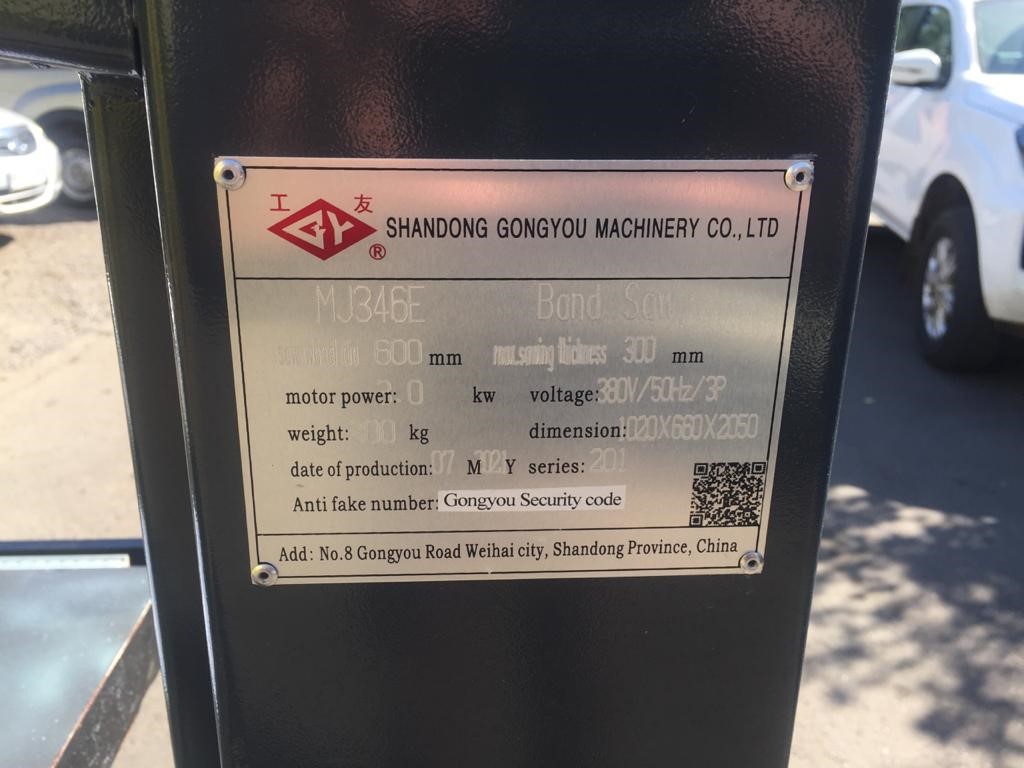 工 友
GY ®
SHANDONG GONGYOU MACHINERY CO., LTD
MJ346E Band Saw
600 mm max.sawing thickness 300 mm
motor power: 0 kw voltage: 380V/50Hz/3P
weight: kg dimension: 1020X660X2050
date of production: 07 2021 M Y series: 201
Anti fake number: Gongyou Security code
Add: No.8 Gongyou Road Weihai city, Shandong Province, China